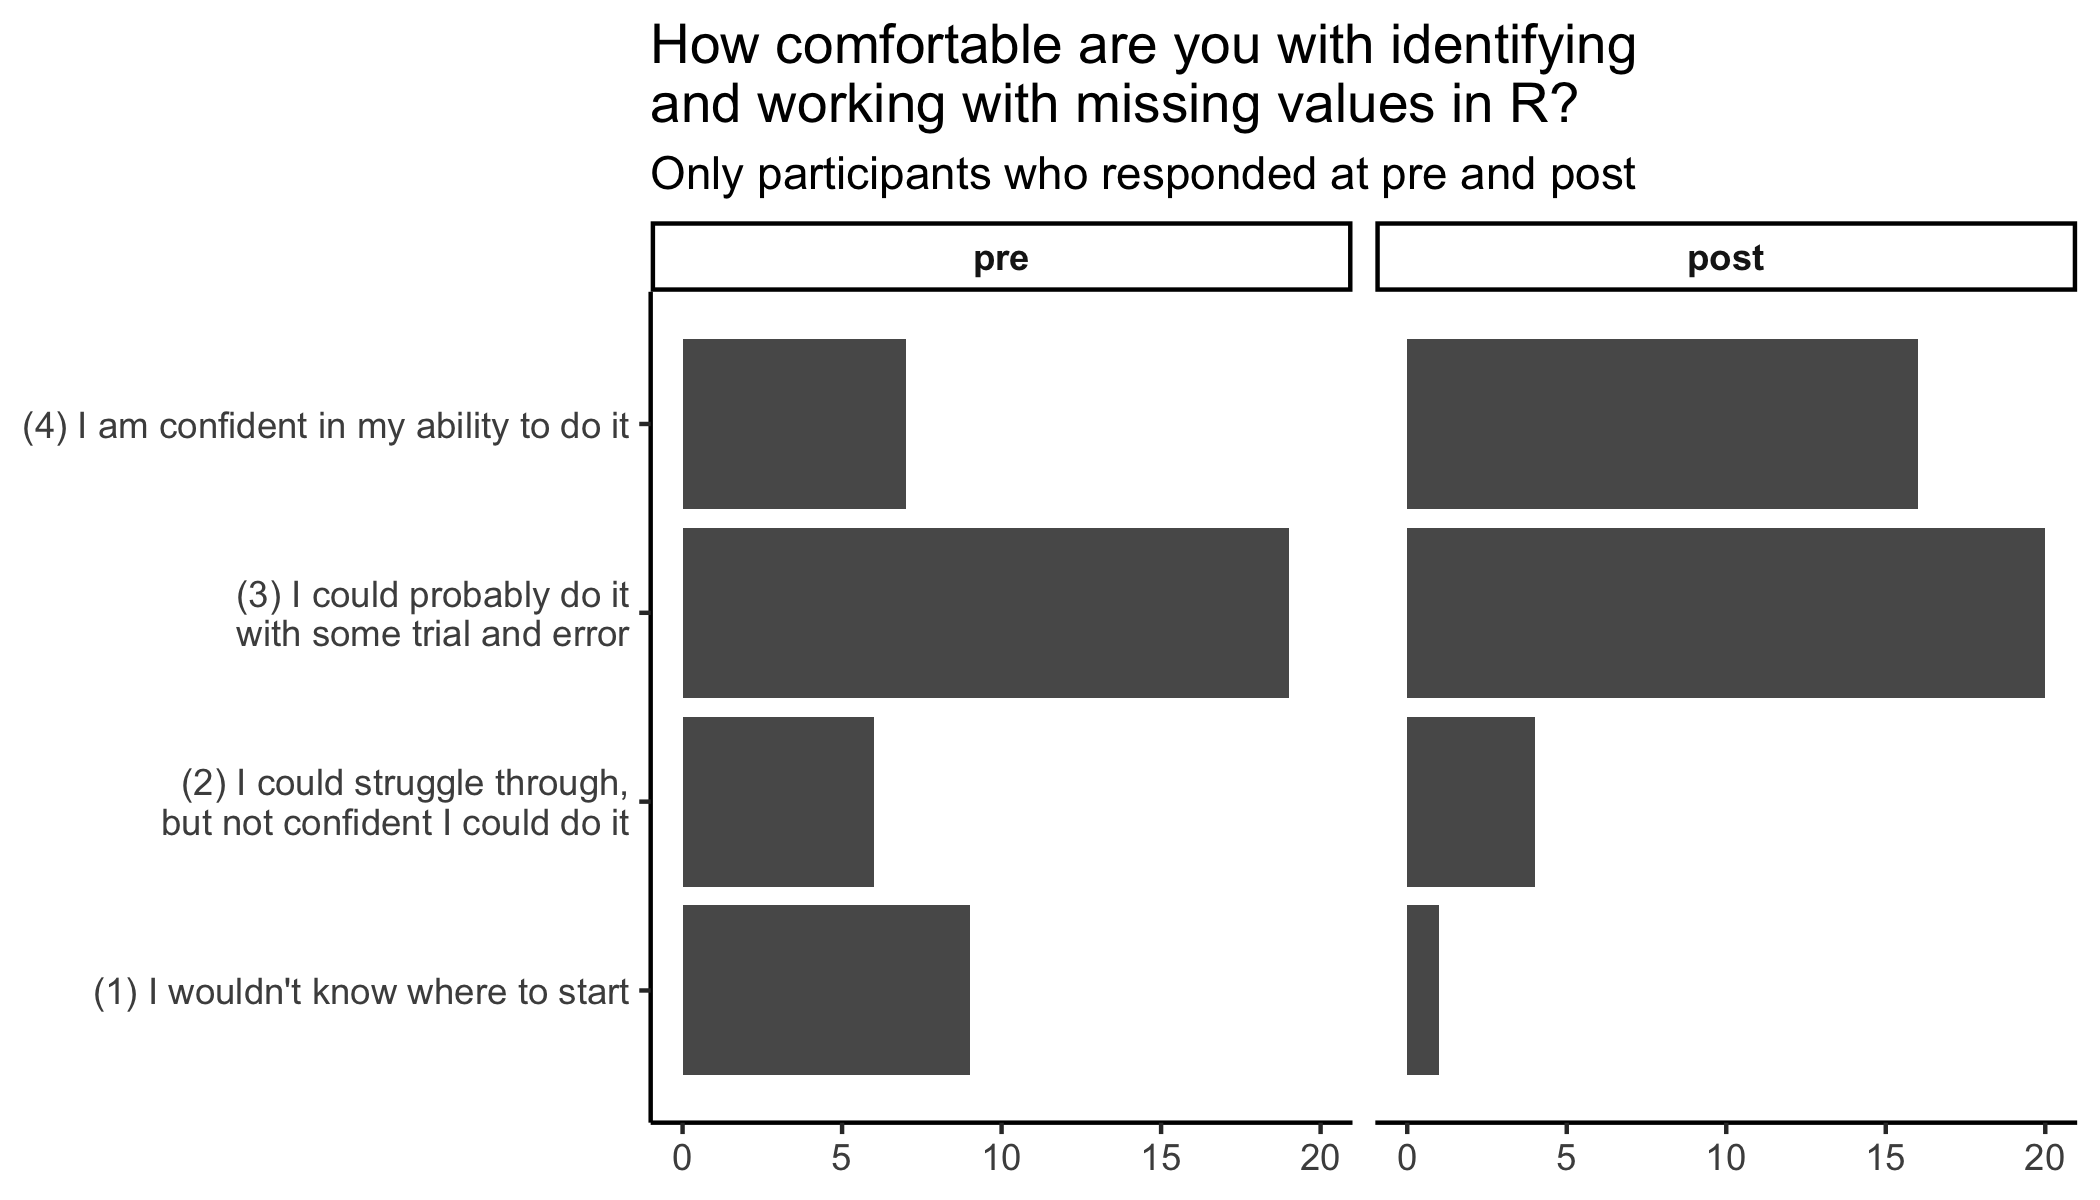 How comfortable are you with identifying
and working with missing values in R?
Only participants who responded at pre and post
pre
post
(4) I am confident in my ability to do it
(3) I could probably do it
with some trial and error
(2) I could struggle through,
but not confident I could do it
(1) I wouldn't know where to start
0 5 10 15 20
0 5 10 15 20